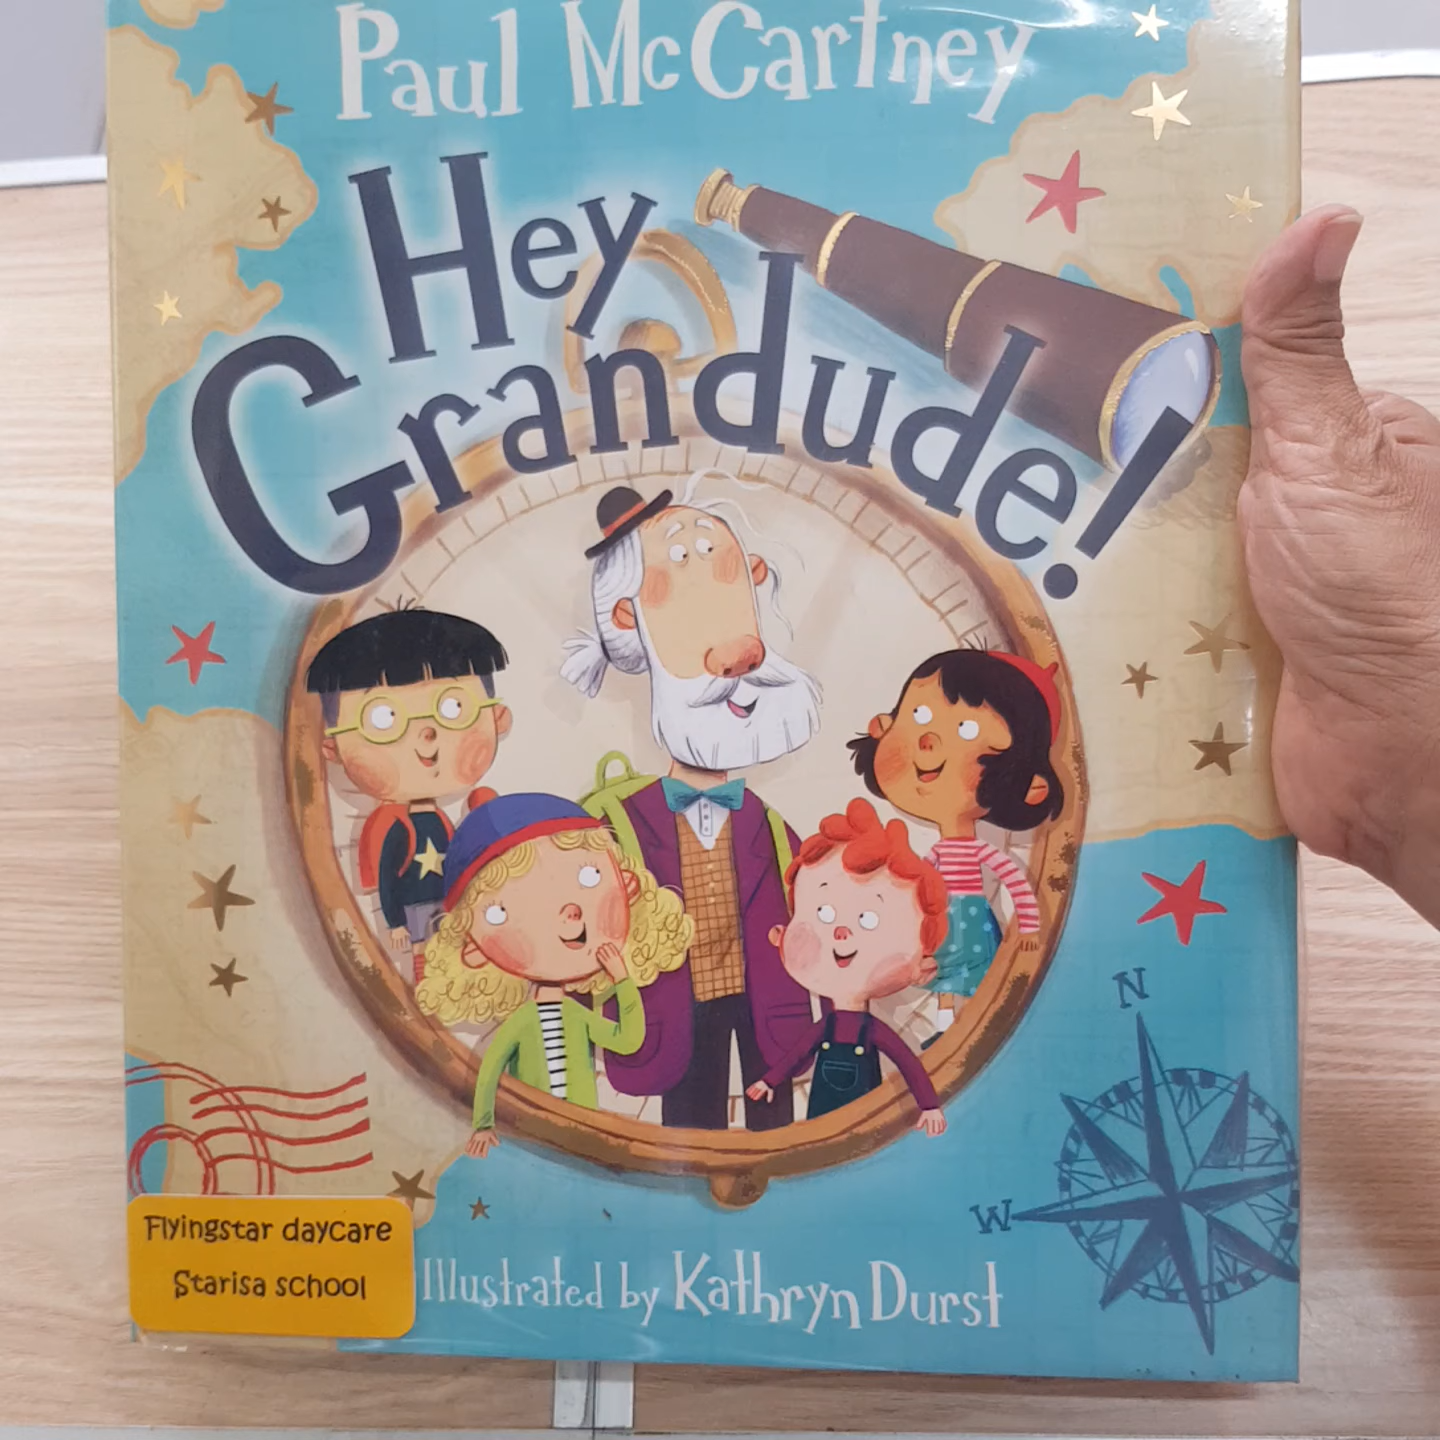 Paul McCartney
Hey
Grandude!
N
W
Flyingstar daycare
Starisa school
Illustrated by Kathryn Durst